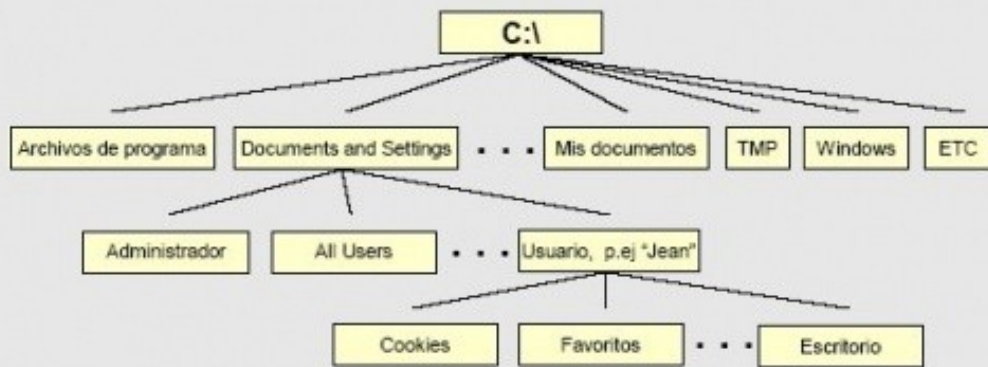 C:\
Archivos de programa
Documents and Settings
. . .
Mis documentos
TMP
Windows
ETC
Administrador
All Users
. . .
Usuario, p.ej "Jean"
Cookies
Favoritos
. . .
Escritorio